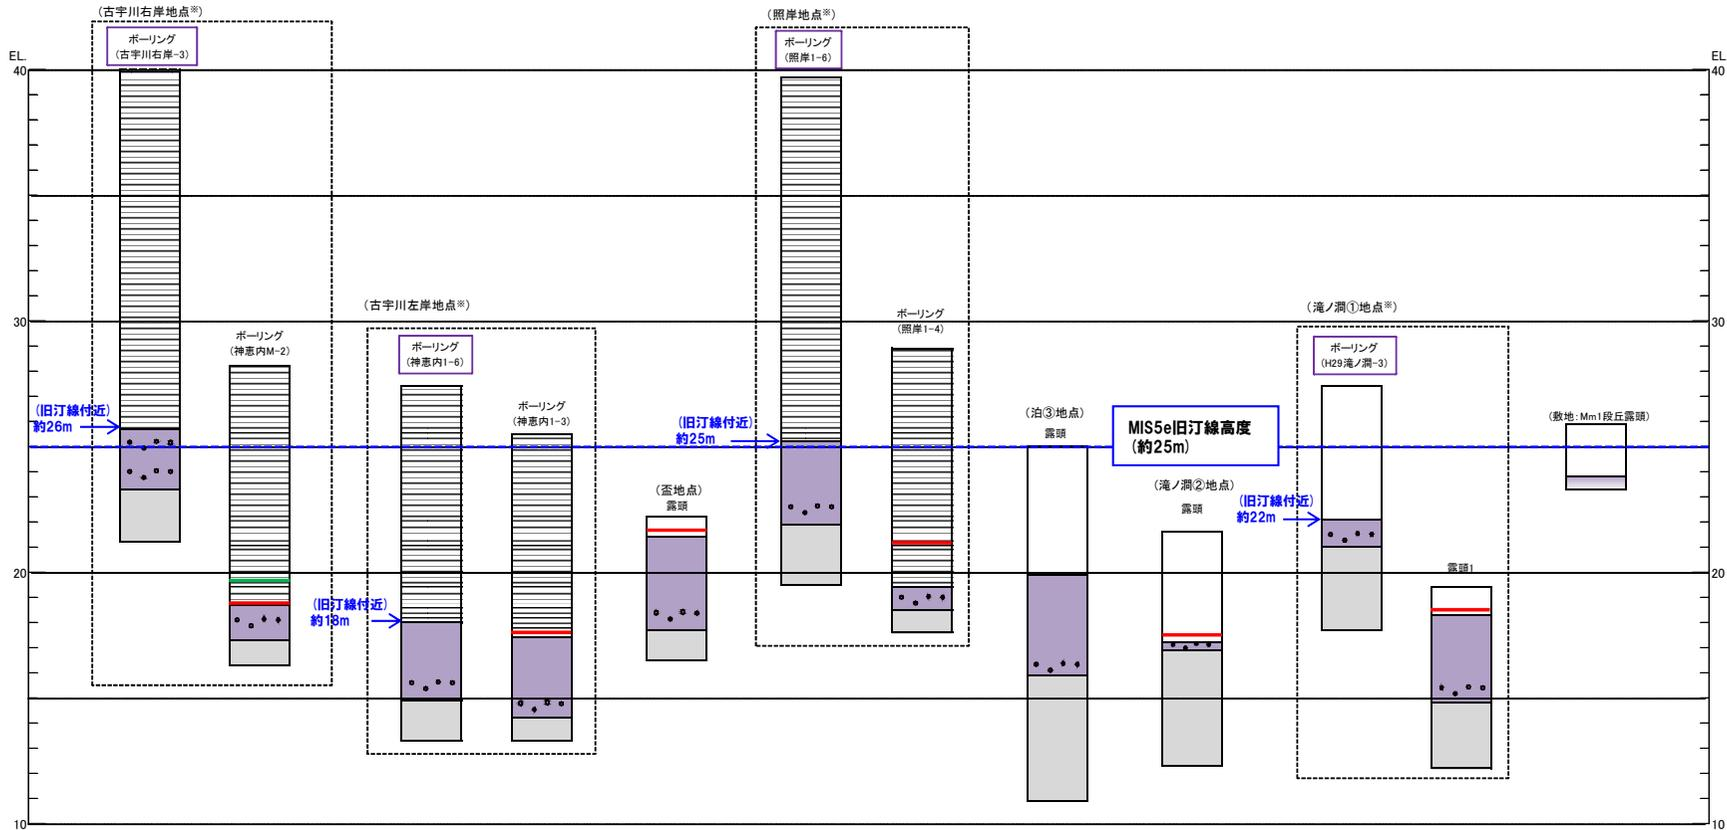 （古宇川右岸地点※）
ボーリング
（古宇川右岸-3）
（照岸地点※）
ボーリング
（照岸1-6）
EL.
EL
40
40
30
30
20
20
10
10
ボーリング
（神恵内M-2）
（旧汀線付近）
約26m
（古宇川左岸地点※）
ボーリング
（神恵内1-6）
ボーリング
（神恵内1-3）
（旧汀線付近）
約18m
（盃地点）
露頭
（旧汀線付近）
約25m
ボーリング
（照岸1-4）
（泊③地点）
露頭
MIS5e旧汀線高度
（約25m）
（滝ノ澗②地点）
露頭
（滝ノ澗①地点※）
ボーリング
（H29滝ノ澗-3）
（旧汀線付近）
約22m
露頭1
（敷地：Mm1段丘露頭）